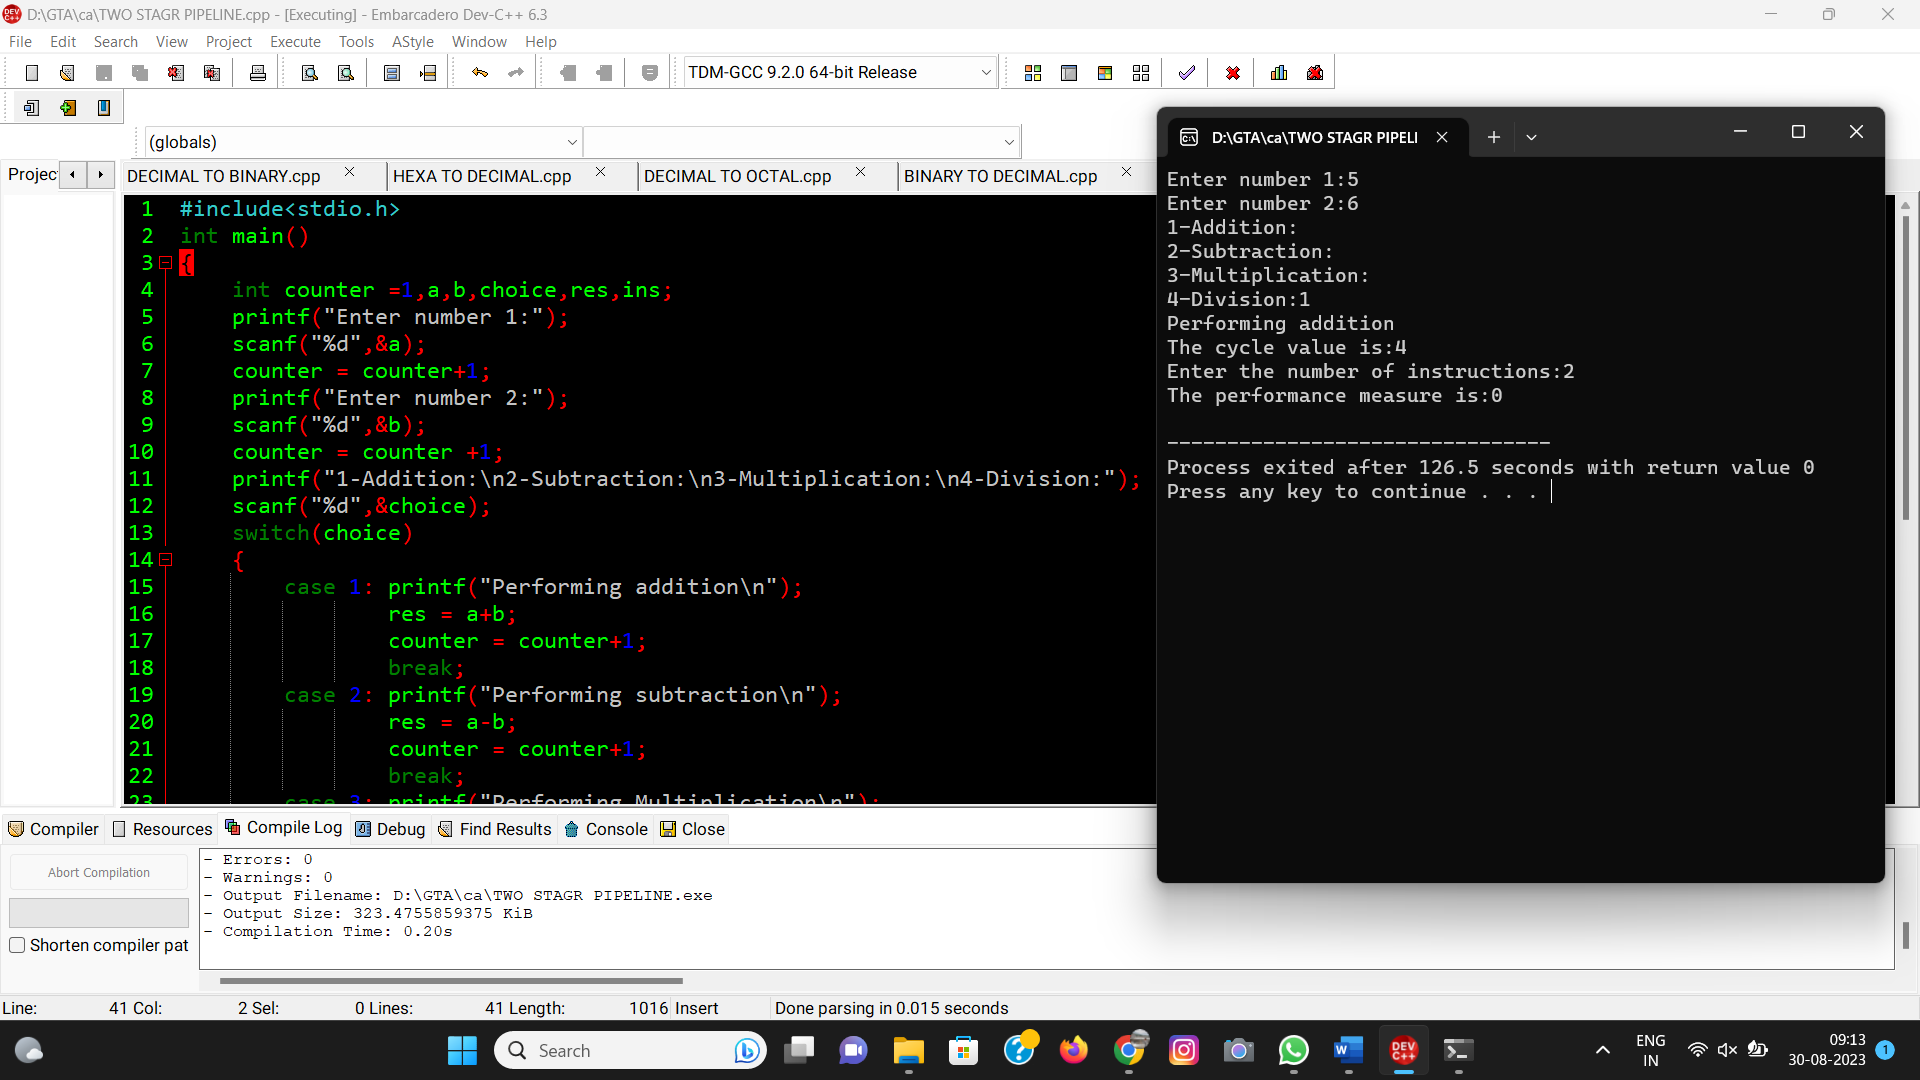 D:\GTA\ca\TWO STAGR PIPELINE.cpp - [Executing] - Embarcadero Dev-C++ 6.3
File Edit Search View Project Execute Tools AStyle Window Help
TDM-GCC 9.2.0 64-bit Release
(globals)
Projec
DECIMAL TO BINARY.cpp HEXA TO DECIMAL.cpp DECIMAL TO OCTAL.cpp BINARY TO DECIMAL.cpp
1 #include<stdio.h>
2 int main()
3 {
4 int counter =1,a,b,choice,res,ins;
5 printf("Enter number 1:");
6 scanf("%d",&a);
7 counter = counter+1;
8 printf("Enter number 2:");
9 scanf("%d",&b);
10 counter = counter +1;
11 printf("1-Addition:\n2-Subtraction:\n3-Multiplication:\n4-Division:");
12 scanf("%d",&choice);
13 switch(choice)
14 {
15 case 1: printf("Performing addition\n");
16 res = a+b;
17 counter = counter+1;
18 break;
19 case 2: printf("Performing subtraction\n");
20 res = a-b;
21 counter = counter+1;
22 break;
23 case 3: printf("Performing Multiplication\n");
D:\GTA\ca\TWO STAGR PIPELI
Enter number 1:5
Enter number 2:6
1-Addition:
2-Subtraction:
3-Multiplication:
4-Division:1
Performing addition
The cycle value is:4
Enter the number of instructions:2
The performance measure is:0
--------------------------------
Process exited after 126.5 seconds with return value 0
Press any key to continue . . .
Compiler Resources Compile Log Debug Find Results Console Close
Abort Compilation
Shorten compiler pat
- Errors: 0
- Warnings: 0
- Output Filename: D:\GTA\ca\TWO STAGR PIPELINE.exe
- Output Size: 323.4755859375 KiB
- Compilation Time: 0.20s
Line: 41 Col: 2 Sel: 0 Lines: 41 Length: 1016 Insert Done parsing in 0.015 seconds
Search
DEV C++
ENG
IN
09:13
30-08-2023
1